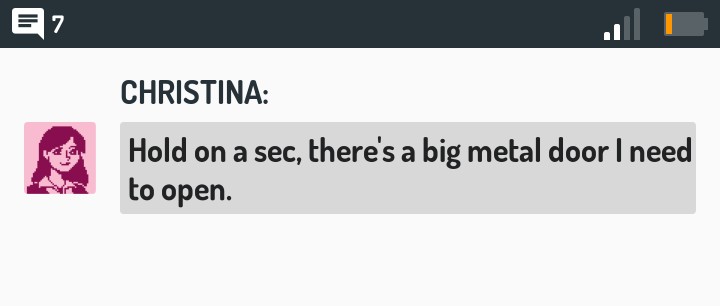 7
CHRISTINA:
Hold on a sec, there's a big metal door I need
to open.